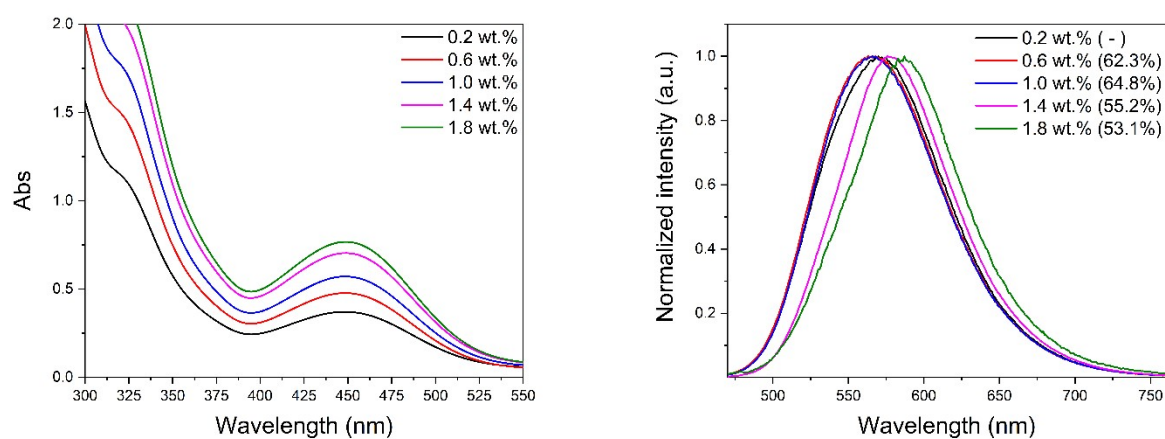 2.0
1.5
1.0
0.5
0.0
Abs
300 325 350 375 400 425 450 475 500 525 550
Wavelength (nm)
0.2 wt.%
0.6 wt.%
1.0 wt.%
1.4 wt.%
1.8 wt.%
1.0
0.8
0.6
0.4
0.2
Normalized intensity (a.u.)
500 550 600 650 700 750
Wavelength (nm)
0.2 wt.% ( - )
0.6 wt.% (62.3%)
1.0 wt.% (64.8%)
1.4 wt.% (55.2%)
1.8 wt.% (53.1%)